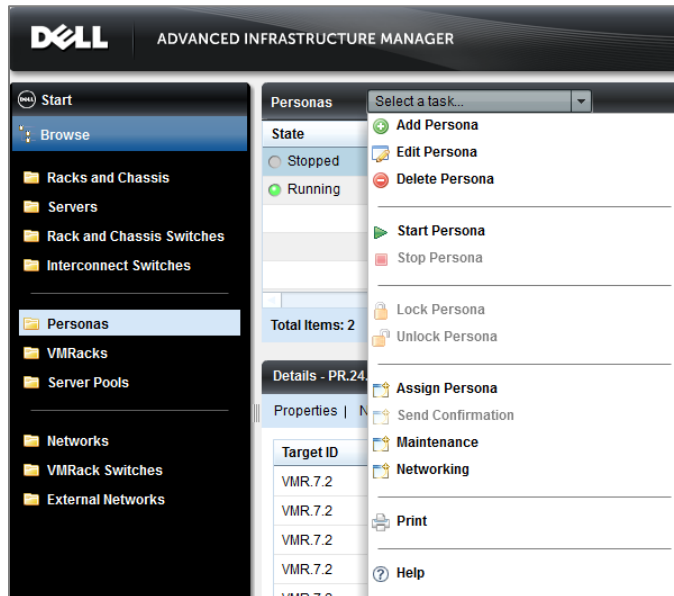 DELL ADVANCED INFRASTRUCTURE MANAGER
Start
Browse
Racks and Chassis
Servers
Rack and Chassis Switches
Interconnect Switches
Personas
VMRacks
Server Pools
Networks
VMRack Switches
External Networks
Personas
Select a task...
State
Stopped
Running
Total Items: 2
Details - PR.24.
Properties |
Target ID
VMR.7.2
VMR.7.2
VMR.7.2
VMR.7.2
Add Persona
Edit Persona
Delete Persona
Start Persona
Stop Persona
Lock Persona
Unlock Persona
Assign Persona
Send Confirmation
Maintenance
Networking
Print
Help